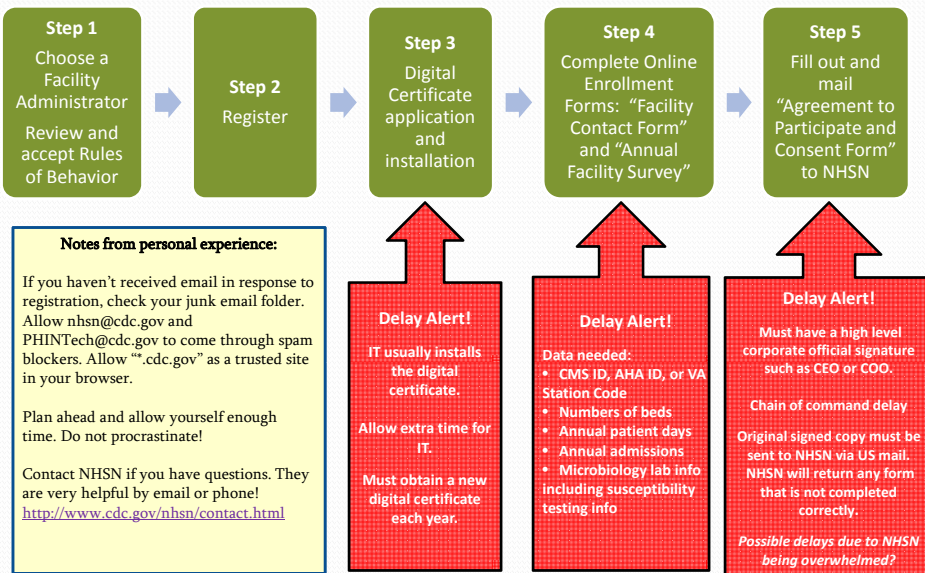 Step 1
Choose a
Facility
Administrator
Review and
accept Rules
of Behavior
Step 2
Register
Step 3
Digital
Certificate
application
and
installation
Step 4
Complete Online
Enrollment
Forms: “Facility
Contact Form”
and “Annual
Facility Survey”
Step 5
Fill out and
mail
“Agreement to
Participate and
Consent Form”
to NHSN
Notes from personal experience:
If you haven’t received email in response to
registration, check your junk email folder.
Allow nhsn@cdc.gov and
PHINTech@cdc.gov to come through spam
blockers. Allow “*.cdc.gov” as a trusted site
in your browser.
Plan ahead and allow yourself enough
time. Do not procrastinate!
Contact NHSN if you have questions. They
are very helpful by email or phone!
http://www.cdc.gov/nhsn/contact.html
Delay Alert!
IT usually installs
the digital
certificate.
Allow extra time for
IT.
Must obtain a new
digital certificate
each year.
Delay Alert!
Data needed:
• CMS ID, AHA ID, or VA
Station Code
• Numbers of beds
• Annual patient days
• Annual admissions
• Microbiology lab info
including susceptibility
testing info
Delay Alert!
Must have a high level
corporate official signature
such as CEO or COO.
Chain of command delay
Original signed copy must be
sent to NHSN via US mail.
NHSN will return any form
that is not completed
correctly.
Possible delays due to NHSN
being overwhelmed?